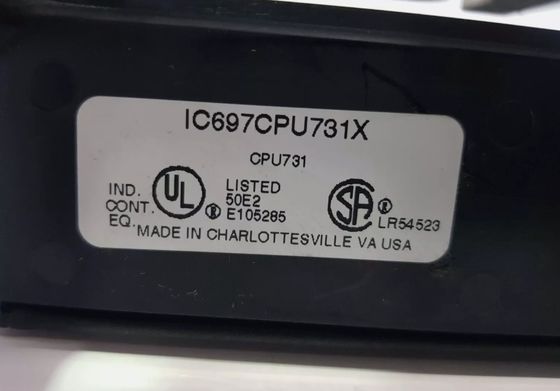 IC697CPU731X
CPU731
IND. CONT. EQ.
UL ® LISTED 50E2 E105285
SA ® LR54523
MADE IN CHARLOTTESVILLE VA USA